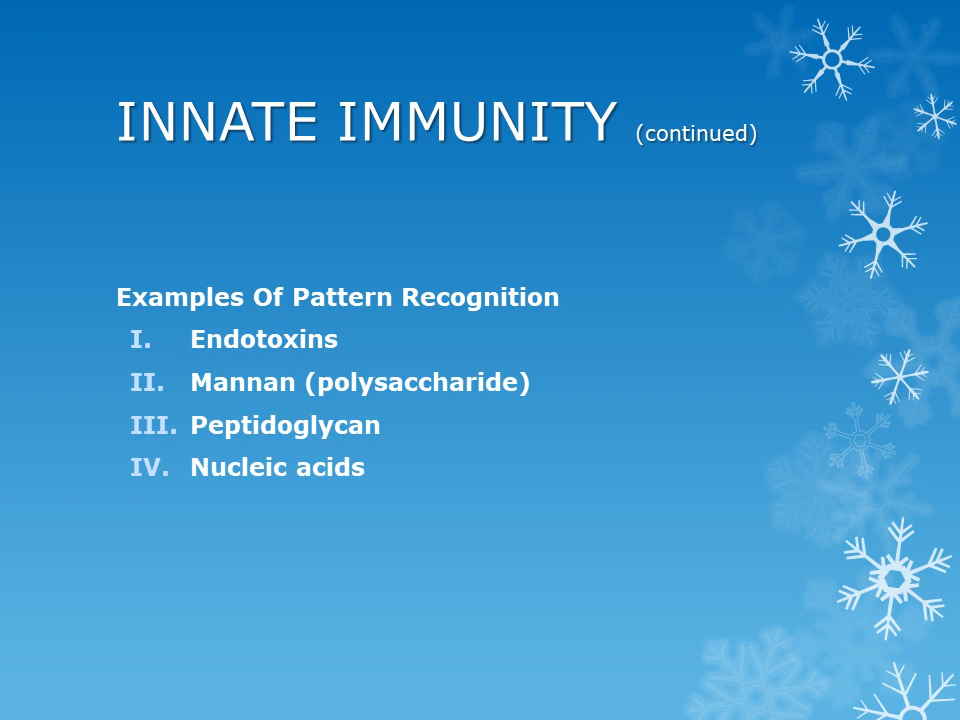 INNATE IMMUNITY (continued)
Examples Of Pattern Recognition
I. Endotoxins
II. Mannan (polysaccharide)
III. Peptidoglycan
IV. Nucleic acids